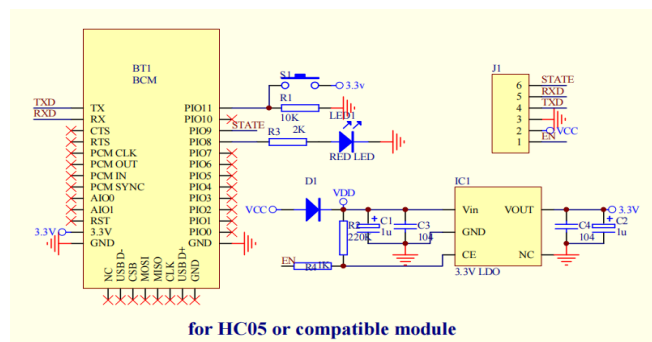 BT1
BCM
TXD
TX
RXD
RX
CTS
RTS
PCM CLK
PCM OUT
PCM IN
PCM SYNC
AIO0
AIO1
RST
3.3V
3.3V
GND
PIO11
PIO10
PIO9
STATE
PIO8
PIO7
PIO6
PIO5
PIO4
PIO3
PIO2
PIO1
PIO0
GND
NC
USB D-
CSB
MOSI
MISO
CLK
USB D+
GND
S1
3.3v
R1
10K
LED1
R3
2K
RED LED
J1
6
STATE
5
RXD
4
TXD
3
2
VCC
1
EN
D1
VDD
VCC
R2
220K
C1
1u
C3
104
EN
R4
1K
IC1
Vin
VOUT
GND
CE
NC
3.3V LDO
3.3V
C4
104
C2
1u
for HC05 or compatible module